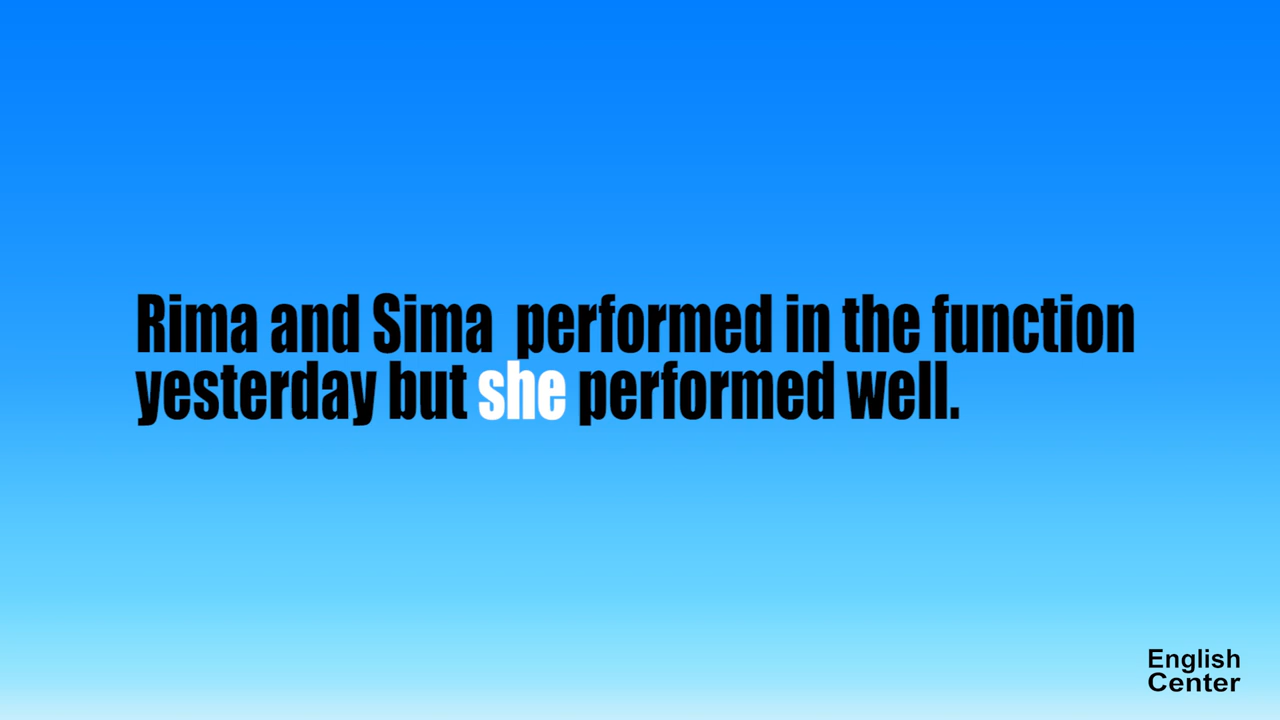 Rima and Sima  performed in the function
yesterday but she performed well.
English
Center